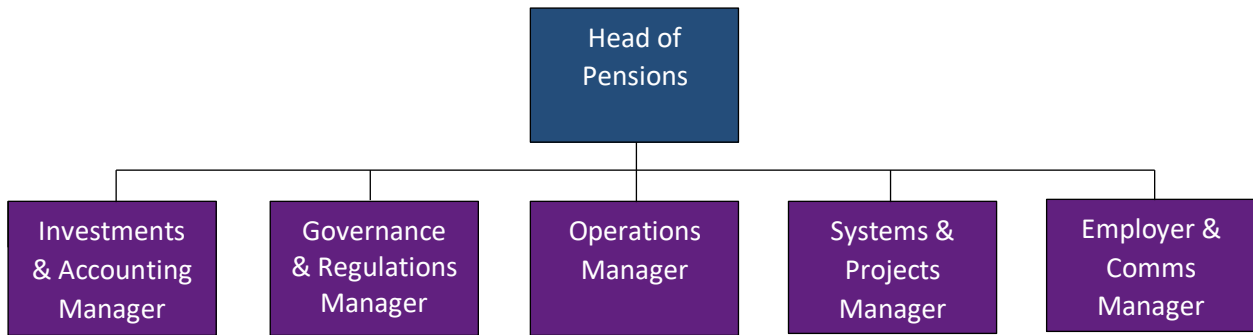 Head of
Pensions
Investments
& Accounting
Manager
Governance
& Regulations
Manager
Operations
Manager
Systems &
Projects
Manager
Employer &
Comms
Manager